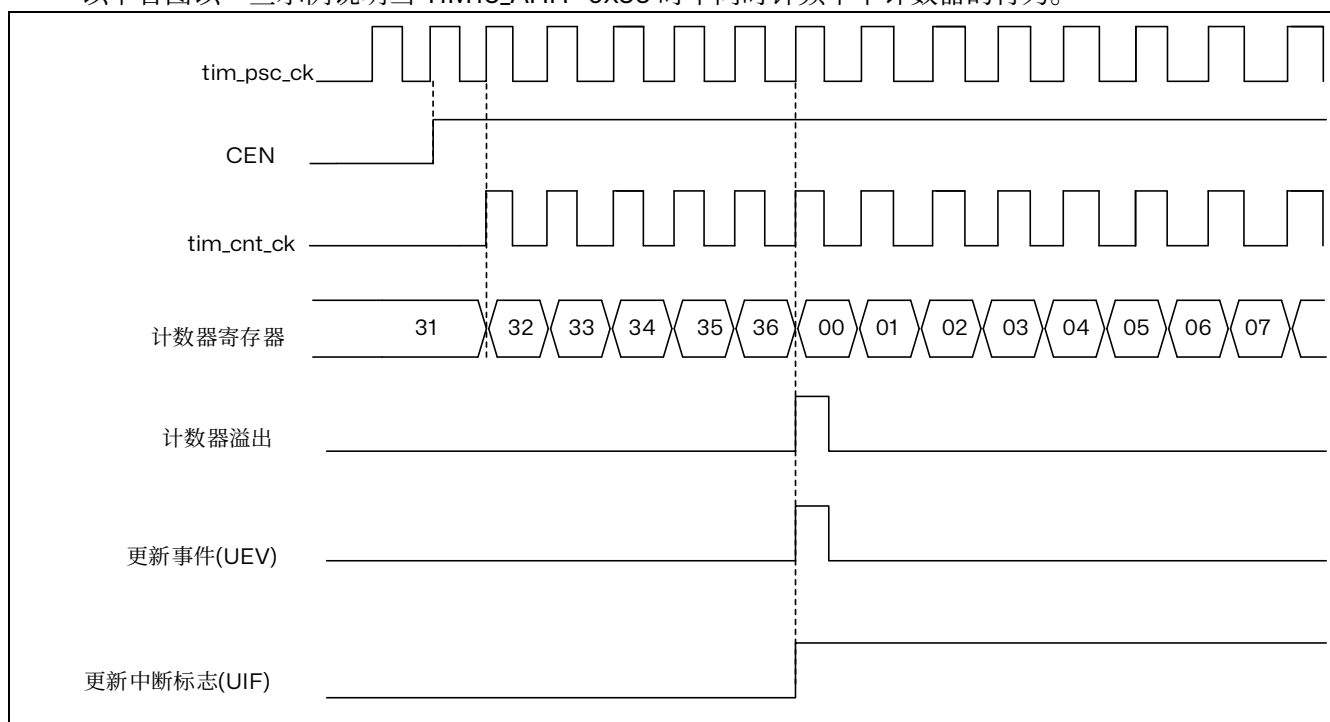 tim_psc_ck
CEN
tim_cnt_ck
计数器寄存器 31 32 33 34 35 36 00 01 02 03 04 05 06 07
计数器溢出
更新事件(UEV)
更新中断标志(UIF)